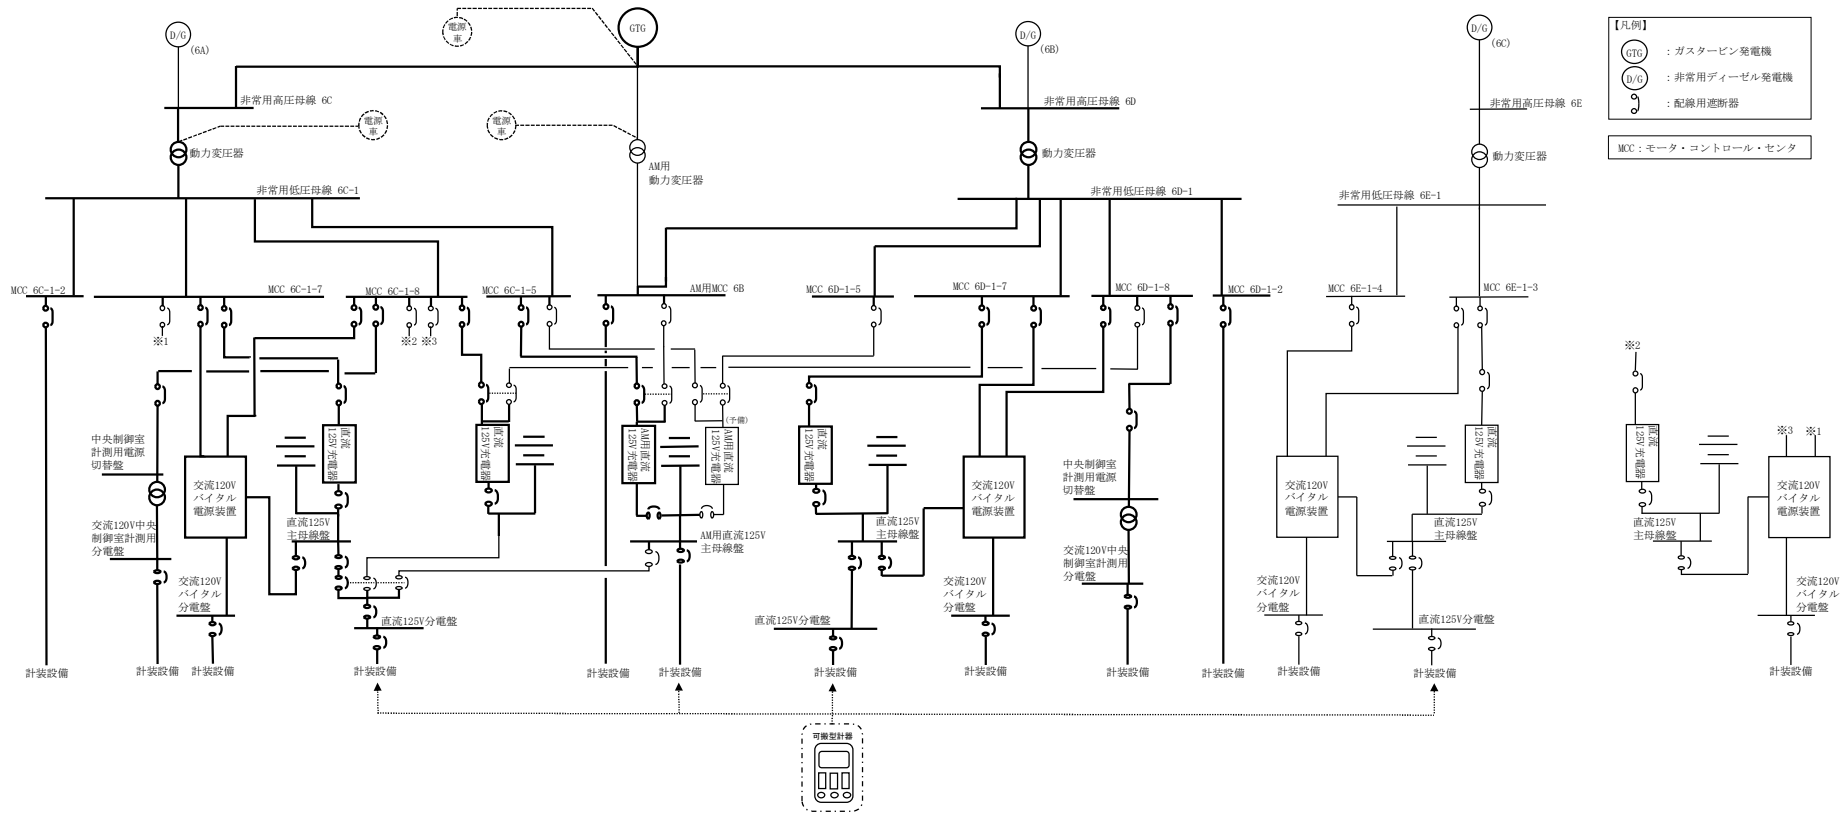 D/G
(6A)
電源
車
GTG
D/G
(6B)
D/G
(6C)
【凡例】
GTG
：ガスタービン発電機
D/G
：非常用ディーゼル発電機
：配線用遮断器
MCC：モータ・コントロール・センタ
非常用高圧母線 6C
非常用高圧母線 6D
非常用高圧母線 6E
電源
車
電源
車
動力変圧器
AM用
動力変圧器
動力変圧器
動力変圧器
非常用低圧母線 6C-1
非常用低圧母線 6D-1
非常用低圧母線 6E-1
MCC 6C-1-2
MCC 6C-1-7
MCC 6C-1-8
MCC 6C-1-5
AM用MCC 6B
MCC 6D-1-5
MCC 6D-1-7
MCC 6D-1-8
MCC 6D-1-2
MCC 6E-1-4
MCC 6E-1-3
※1
※2
※3
※2
※3
※1
(予備)
中央制御室
計測用電源
切替盤
交流120V中央
制御室計測用
分電盤
交流120V
バイタル
電源装置
交流120V
バイタル
分電盤
直流
125V充電器
直流125V
主母線盤
直流125V分電盤
直流
125V充電器
AM用直流
125V充電器
AM用直流
125V充電器
AM用直流125V
主母線盤
直流
125V充電器
直流125V
主母線盤
直流125V分電盤
交流120V
バイタル
電源装置
交流120V
バイタル
分電盤
中央制御室
計測用電源
切替盤
交流120V中央
制御室計測用
分電盤
交流120V
バイタル
電源装置
交流120V
バイタル
分電盤
直流
125V充電器
直流125V
主母線盤
直流125V分電盤
直流
125V充電器
直流125V
主母線盤
交流120V
バイタル
電源装置
交流120V
バイタル
分電盤
計装設備
計装設備
計装設備
計装設備
計装設備
計装設備
計装設備
計装設備
計装設備
計装設備
計装設備
計装設備
計装設備
可搬型計器